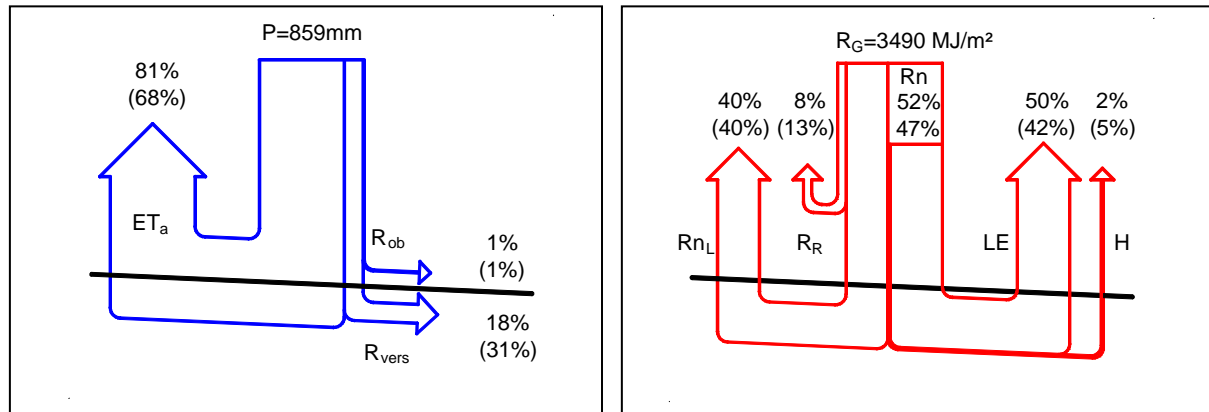 P=859mm
81%
(68%)
ETa
Rob
1%
(1%)
18%
(31%)
Rvers
RG=3490 MJ/m²
Rn
52%
47%
40%
(40%)
8%
(13%)
50%
(42%)
2%
(5%)
RnL
RR
LE
H